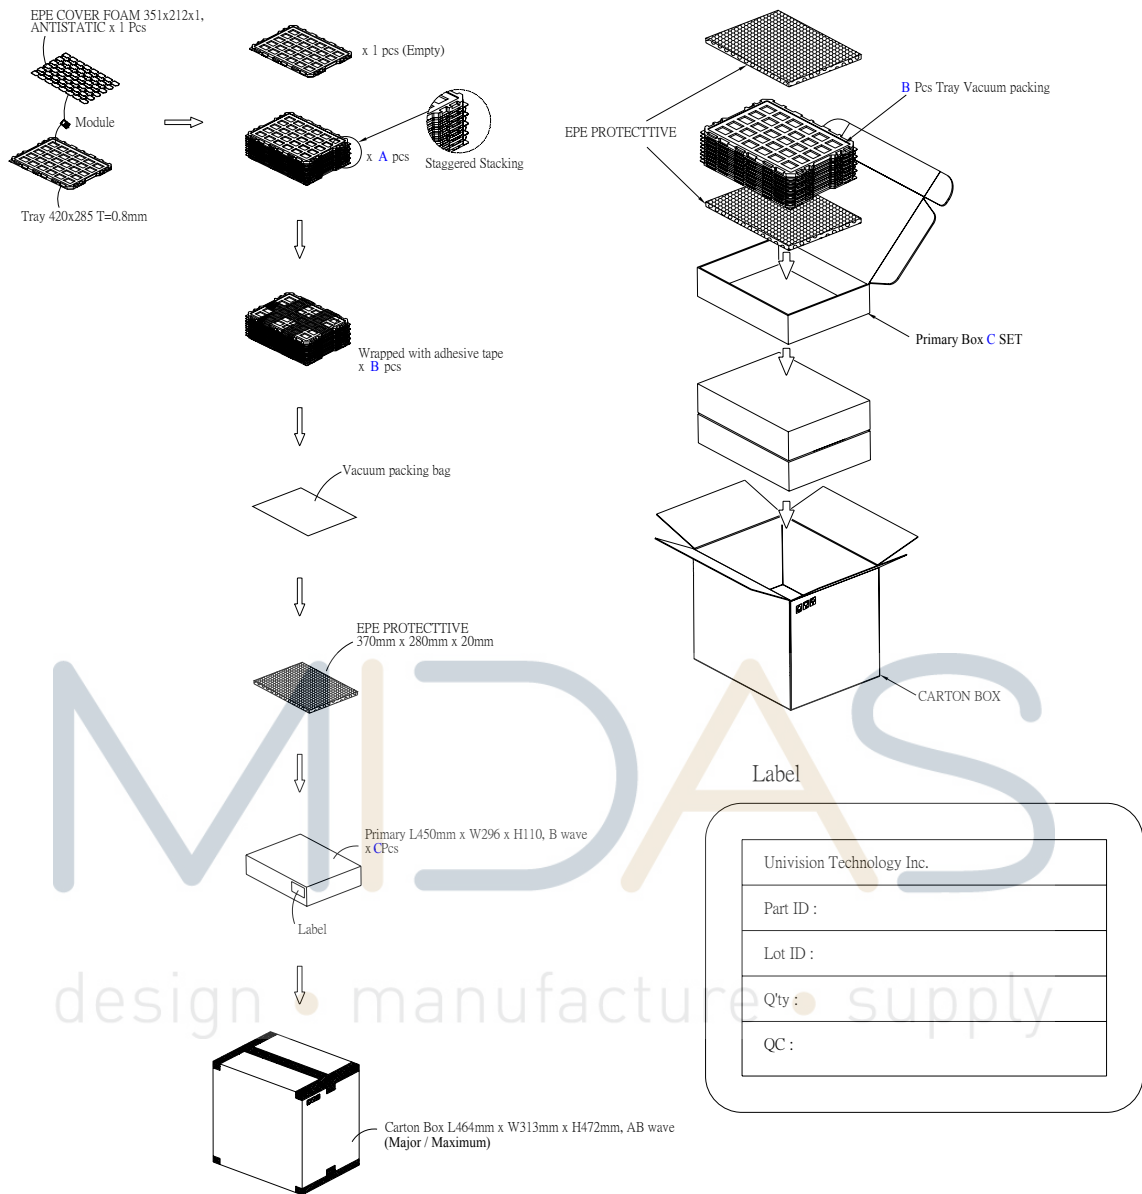 EPE COVER FOAM 351x212x1,
ANTISTATIC x 1 Pcs
Module
Tray 420x285 T=0.8mm
x 1 pcs (Empty)
x A pcs
Staggered Stacking
Wrapped with adhesive tape
x B pcs
Vacuum packing bag
EPE PROTECTTIVE
370mm x 280mm x 20mm
Primary L450mm x W296 x H110, B wave
x CPcs
Label
Carton Box L464mm x W313mm x H472mm, AB wave
(Major / Maximum)
B Pcs Tray Vacuum packing
EPE PROTECTTIVE
Primary Box C SET
CARTON BOX
Label
Univision Technology Inc.
Part ID :
Lot ID :
Q'ty :
QC :
MIDAS
design • manufacture • supply